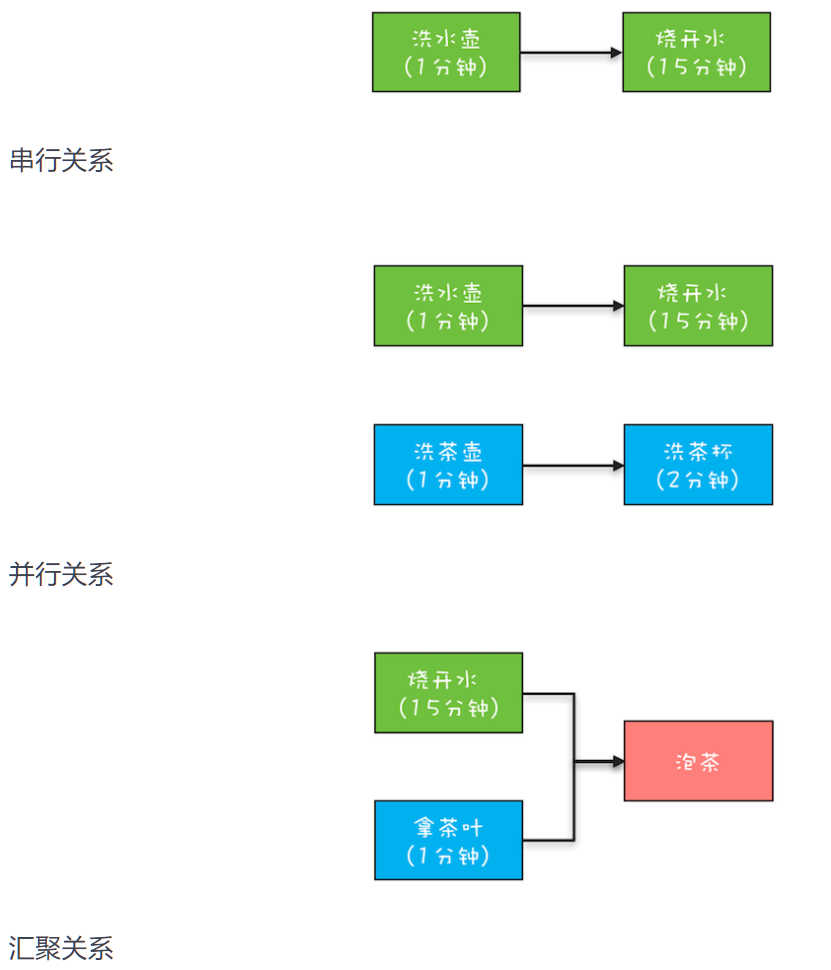 洗水壶
(1分钟)
烧开水
(15分钟)
串行关系
洗水壶
(1分钟)
烧开水
(15分钟)
洗茶壶
(1分钟)
洗茶杯
(2分钟)
并行关系
烧开水
(15分钟)
泡茶
拿茶叶
(1分钟)
汇聚关系